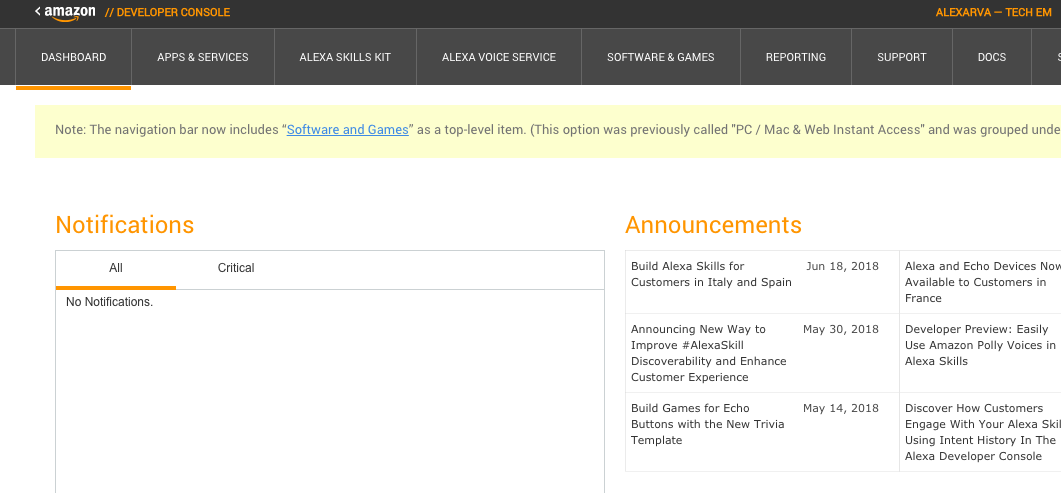 amazon // DEVELOPER CONSOLE
ALEXARVA — TECH EM
DASHBOARD
APPS & SERVICES
ALEXA SKILLS KIT
ALEXA VOICE SERVICE
SOFTWARE & GAMES
REPORTING
SUPPORT
DOCS
Note: The navigation bar now includes “Software and Games” as a top-level item. (This option was previously called "PC / Mac & Web Instant Access" and was grouped unde
Notifications
All
Critical
No Notifications.
Announcements
Build Alexa Skills for
Customers in Italy and Spain
Jun 18, 2018
Alexa and Echo Devices Now
Available to Customers in
France
Announcing New Way to
Improve #AlexaSkill
Discoverability and Enhance
Customer Experience
May 30, 2018
Developer Preview: Easily
Use Amazon Polly Voices in
Alexa Skills
Build Games for Echo
Buttons with the New Trivia
Template
May 14, 2018
Discover How Customers
Engage With Your Alexa Skil
Using Intent History In The
Alexa Developer Console